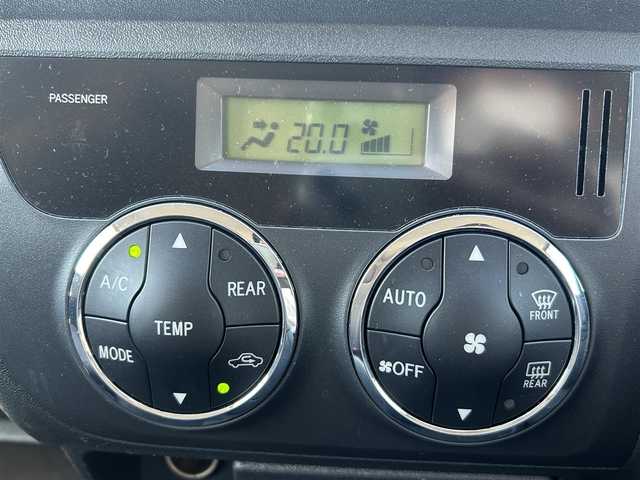 PASSENGER
20.0
A/C
REAR
TEMP
MODE
AUTO
FRONT
OFF
REAR